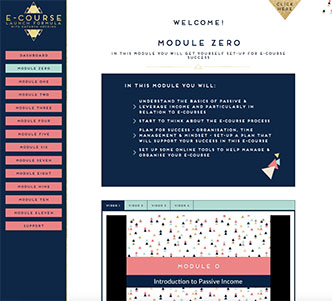 E-COURSE
LAUNCH FORMULA
DASHBOARD
MODULE ZERO
MODULE ONE
MODULE TWO
MODULE THREE
MODULE FOUR
MODULE FIVE
MODULE SIX
MODULE SEVEN
MODULE EIGHT
MODULE NINE
MODULE TEN
MODULE ELEVEN
SUPPORT
CLICK
HERE
WELCOME!
MODULE ZERO
IN THIS MODULE YOU WILL GET YOURSELF SET-UP FOR E-COURSE
SUCCESS
IN THIS MODULE YOU WILL:
UNDERSTAND THE BASICS OF PASSIVE &
LEVERAGE INCOME AND PARTICULARLY IN
RELATION TO E-COURSES
START TO THINK ABOUT THE E-COURSE PROCESS
PLAN FOR SUCCESS - ORGANISATION, TIME
MANAGEMENT & MINDSET - SET-UP A PLAN THAT
WILL SUPPORT YOUR SUCCESS IN THIS E-COURSE
SET UP SOME ONLINE TOOLS TO HELP MANAGE &
ORGANISE YOUR E-COURSE
VIDEO 1 VIDEO 2 VIDEO 3 VIDEO 4
MODULE 0
Introduction to Passive Income